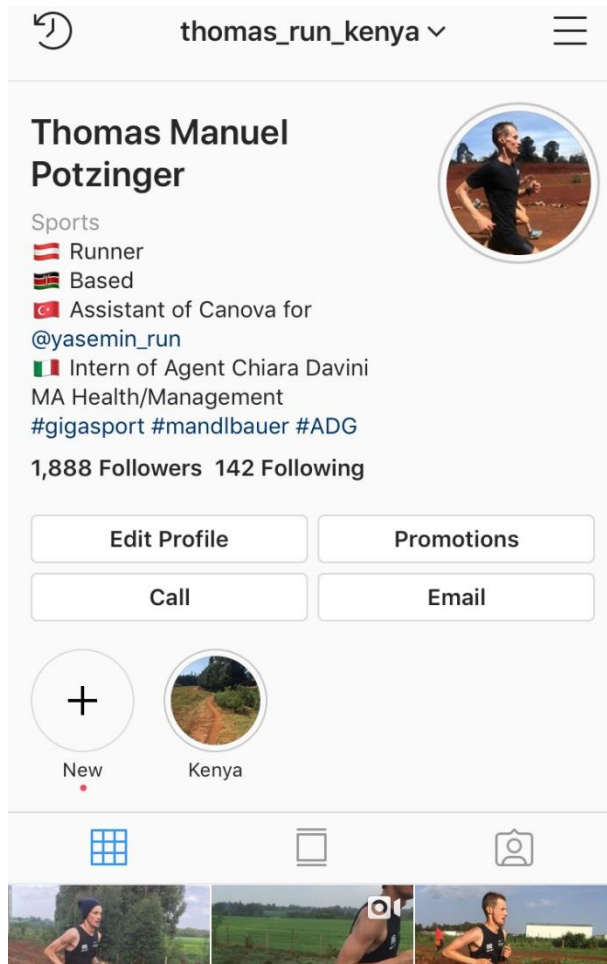 thomas_run_kenya
Thomas Manuel
Potzinger
Sports
🇦🇹 Runner
🇰🇪 Based
🇹🇷 Assistant of Canova for
@yasemin_run
🇮🇹 Intern of Agent Chiara Davini
MA Health/Management
#gigasport #mandlbauer #ADG
1,888 Followers 142 Following
Edit Profile
Promotions
Call
Email
New
Kenya